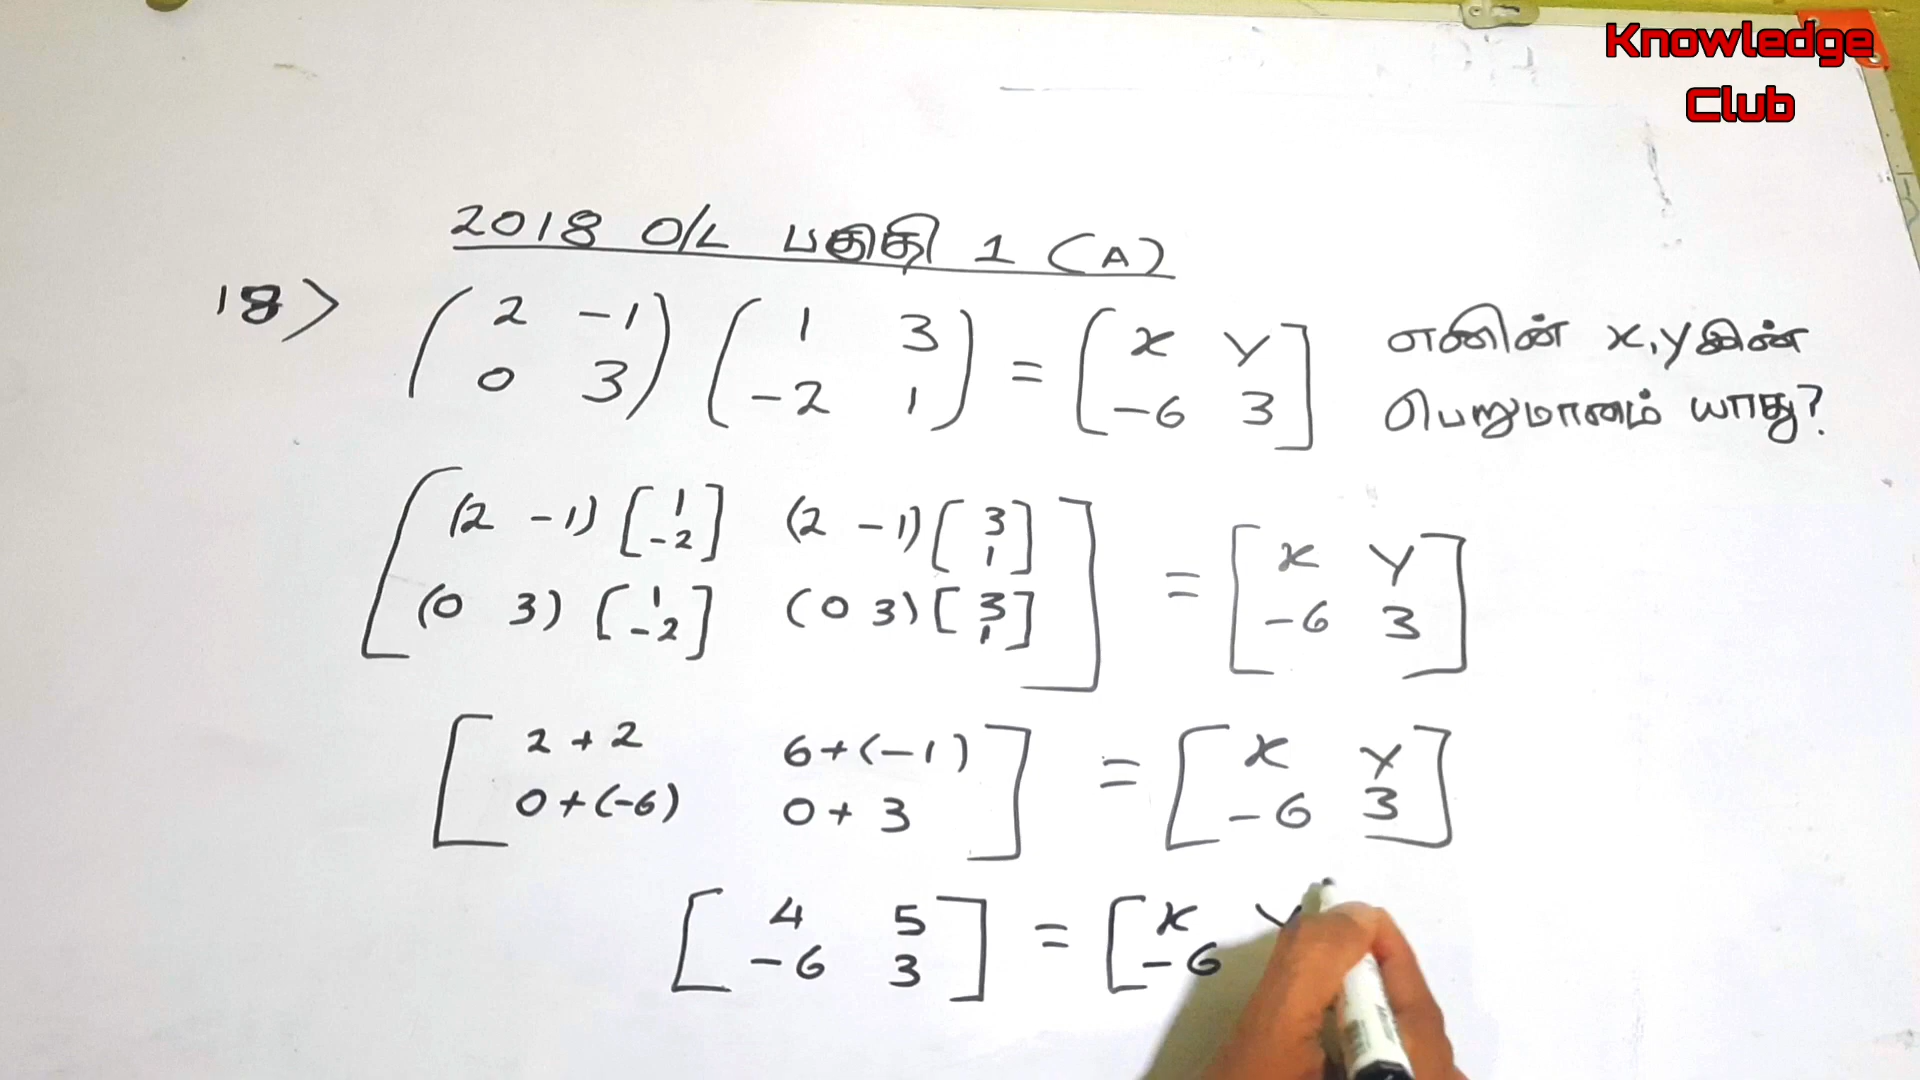 Knowledge
Club
2018 O/L பகுதி 1 (A)
18> (2 -1) (1 3) = [x y] எனின் x, y இன்
(0 3) (-2 1) [-6 3] பெறுமானம் யாது?
[(2 -1)[1 -2] (2 -1)[3 1]] = [x y]
[(0 3)[1 -2] (0 3)[3 1]] [-6 3]
[2+2 6+(-1)] = [x y]
[0+(-6) 0+3] [-6 3]
[4 5] = [x y
[-6 3] [-6